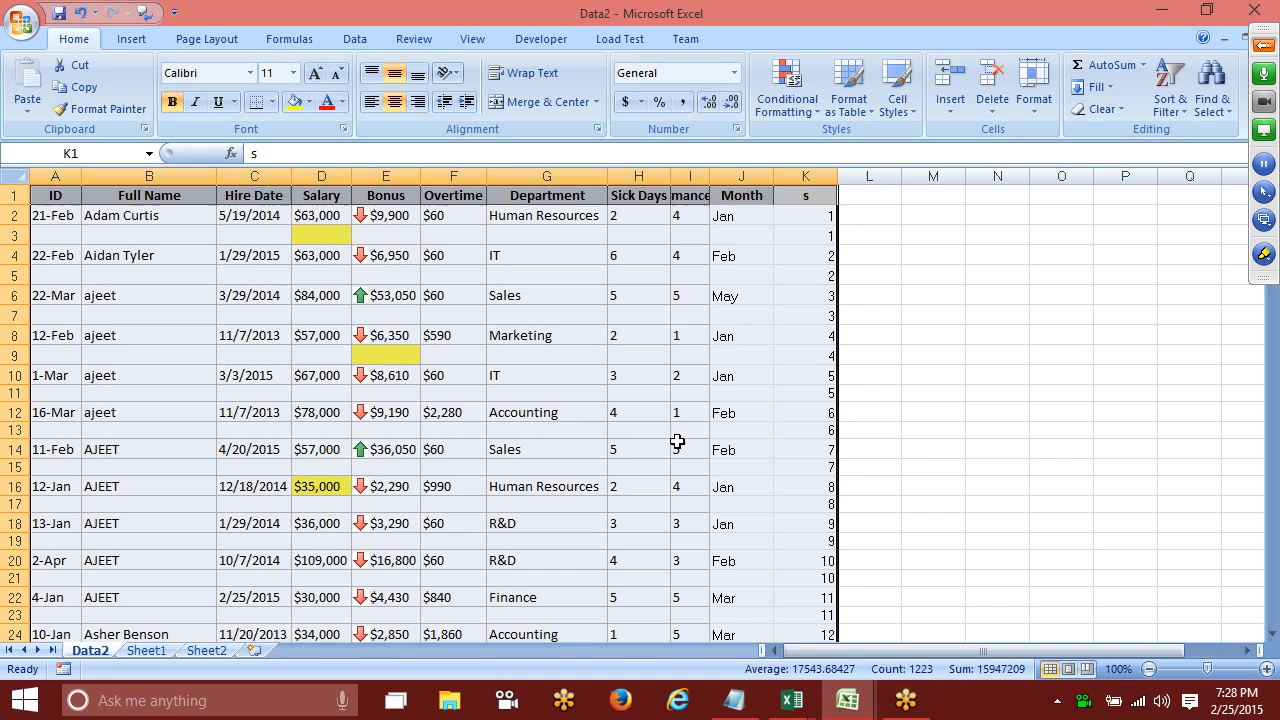 Data2 - Microsoft Excel
Home Insert Page Layout Formulas Data Review View Developer Load Test Team
Cut
Copy
Format Painter
Paste
Clipboard
Calibri 11
B I U
Font
Wrap Text
Merge & Center
Alignment
General
$ % ,
Number
Conditional Formatting
Format as Table
Cell Styles
Styles
Insert Delete Format
Cells
AutoSum
Fill
Clear
Sort & Filter
Find & Select
Editing
K1 fx s
A B C D E F G H I J K L M N O P Q
1 ID Full Name Hire Date Salary Bonus Overtime Department Sick Days mance Month s
2 21-Feb Adam Curtis 5/19/2014 $63,000 $9,900 $60 Human Resources 2 4 Jan 1
3 1
4 22-Feb Aidan Tyler 1/29/2015 $63,000 $6,950 $60 IT 6 4 Feb 2
5 2
6 22-Mar ajeet 3/29/2014 $84,000 $53,050 $60 Sales 5 5 May 3
7 3
8 12-Feb ajeet 11/7/2013 $57,000 $6,350 $590 Marketing 2 1 Jan 4
9 4
10 1-Mar ajeet 3/3/2015 $67,000 $8,610 $60 IT 3 2 Jan 5
11 5
12 16-Mar ajeet 11/7/2013 $78,000 $9,190 $2,280 Accounting 4 1 Feb 6
13 6
14 11-Feb AJEET 4/20/2015 $57,000 $36,050 $60 Sales 5 Feb 7
15 7
16 12-Jan AJEET 12/18/2014 $35,000 $2,290 $990 Human Resources 2 4 Jan 8
17 8
18 13-Jan AJEET 1/29/2014 $36,000 $3,290 $60 R&D 3 3 Jan 9
19 9
20 2-Apr AJEET 10/7/2014 $109,000 $16,800 $60 R&D 4 3 Feb 10
21 10
22 4-Jan AJEET 2/25/2015 $30,000 $4,430 $840 Finance 5 5 Mar 11
23 11
24 10-Jan Asher Benson 11/20/2013 $34,000 $2,850 $1,860 Accounting 1 5 Mar 12
Data2 Sheet1 Sheet2
Ready Average: 17543.68427 Count: 1223 Sum: 15947209 100%
Ask me anything
7:28 PM
2/25/2015